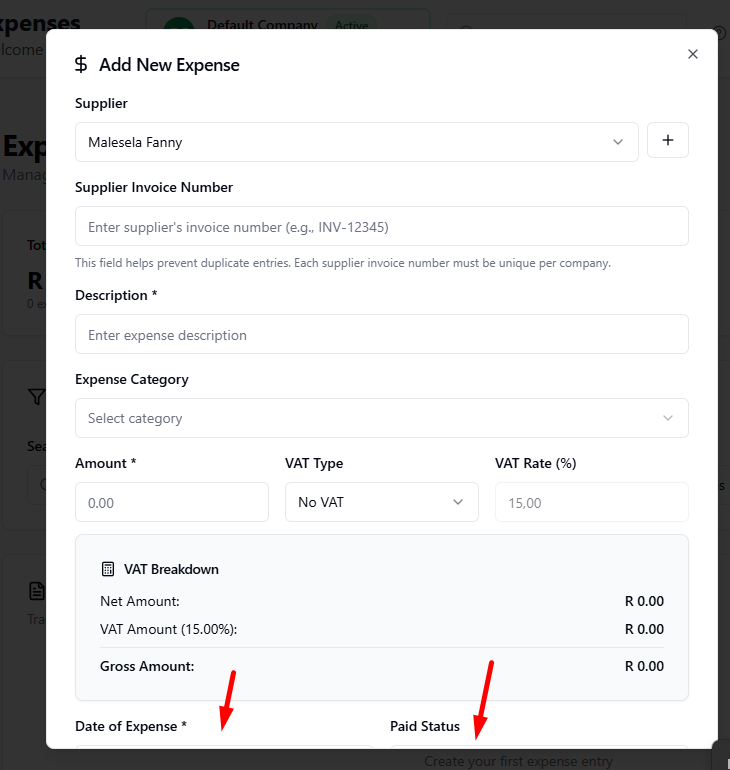 xpenses
Default Company Active
lcome
$ Add New Expense
Exp
Supplier
Malesela Fanny
+
Manag
Supplier Invoice Number
Enter supplier's invoice number (e.g., INV-12345)
Tot
This field helps prevent duplicate entries. Each supplier invoice number must be unique per company.
R
Description *
0 ex
Enter expense description
Expense Category
Select category
Sea
Amount * VAT Type VAT Rate (%)
0.00 No VAT 15,00
s
VAT Breakdown
Net Amount: R 0.00
Tra
VAT Amount (15.00%): R 0.00
Gross Amount: R 0.00
Date of Expense * Paid Status
Create your first expense entry